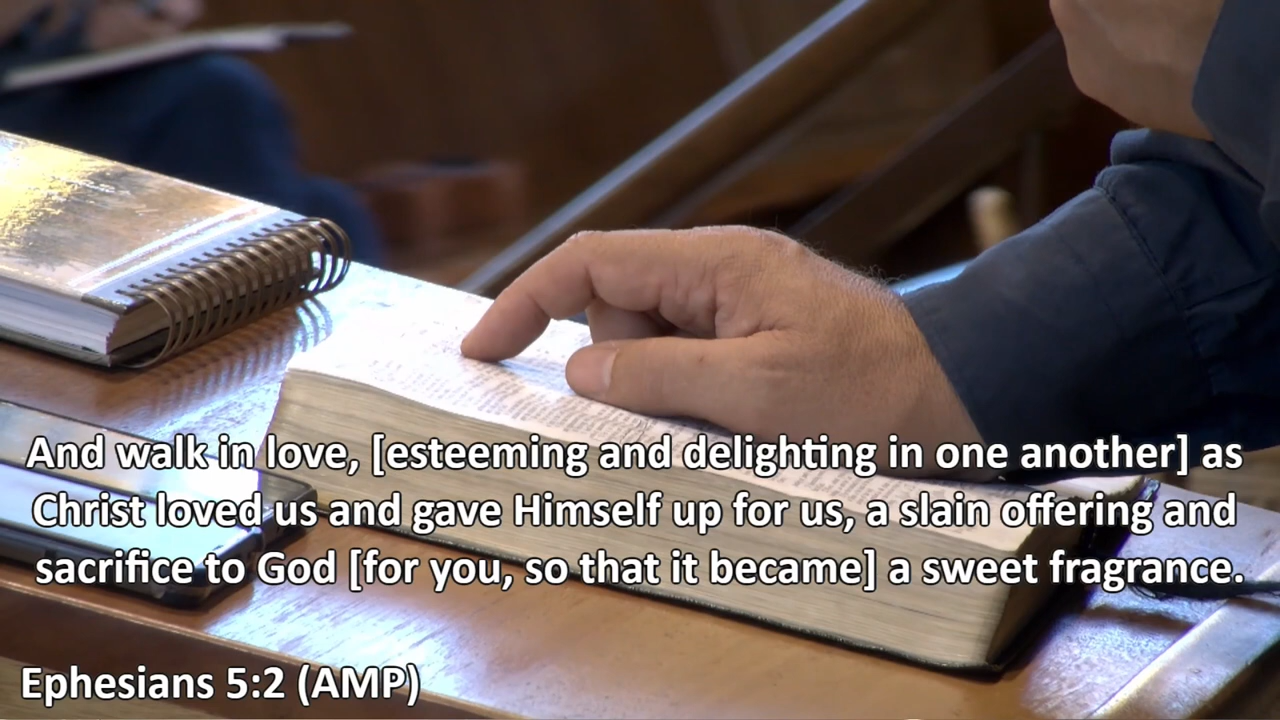 And walk in love, [esteeming and delighting in one another] as
Christ loved us and gave Himself up for us, a slain offering and
sacrifice to God [for you, so that it became] a sweet fragrance.
Ephesians 5:2 (AMP)